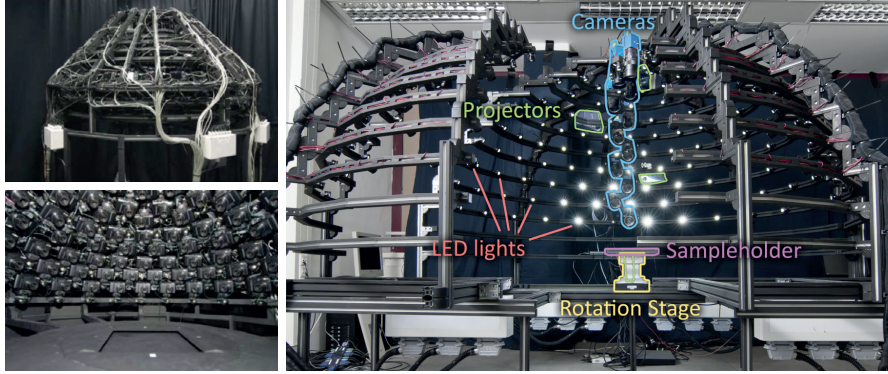 Cameras
Projectors
LED lights
Sampleholder
Rotation Stage